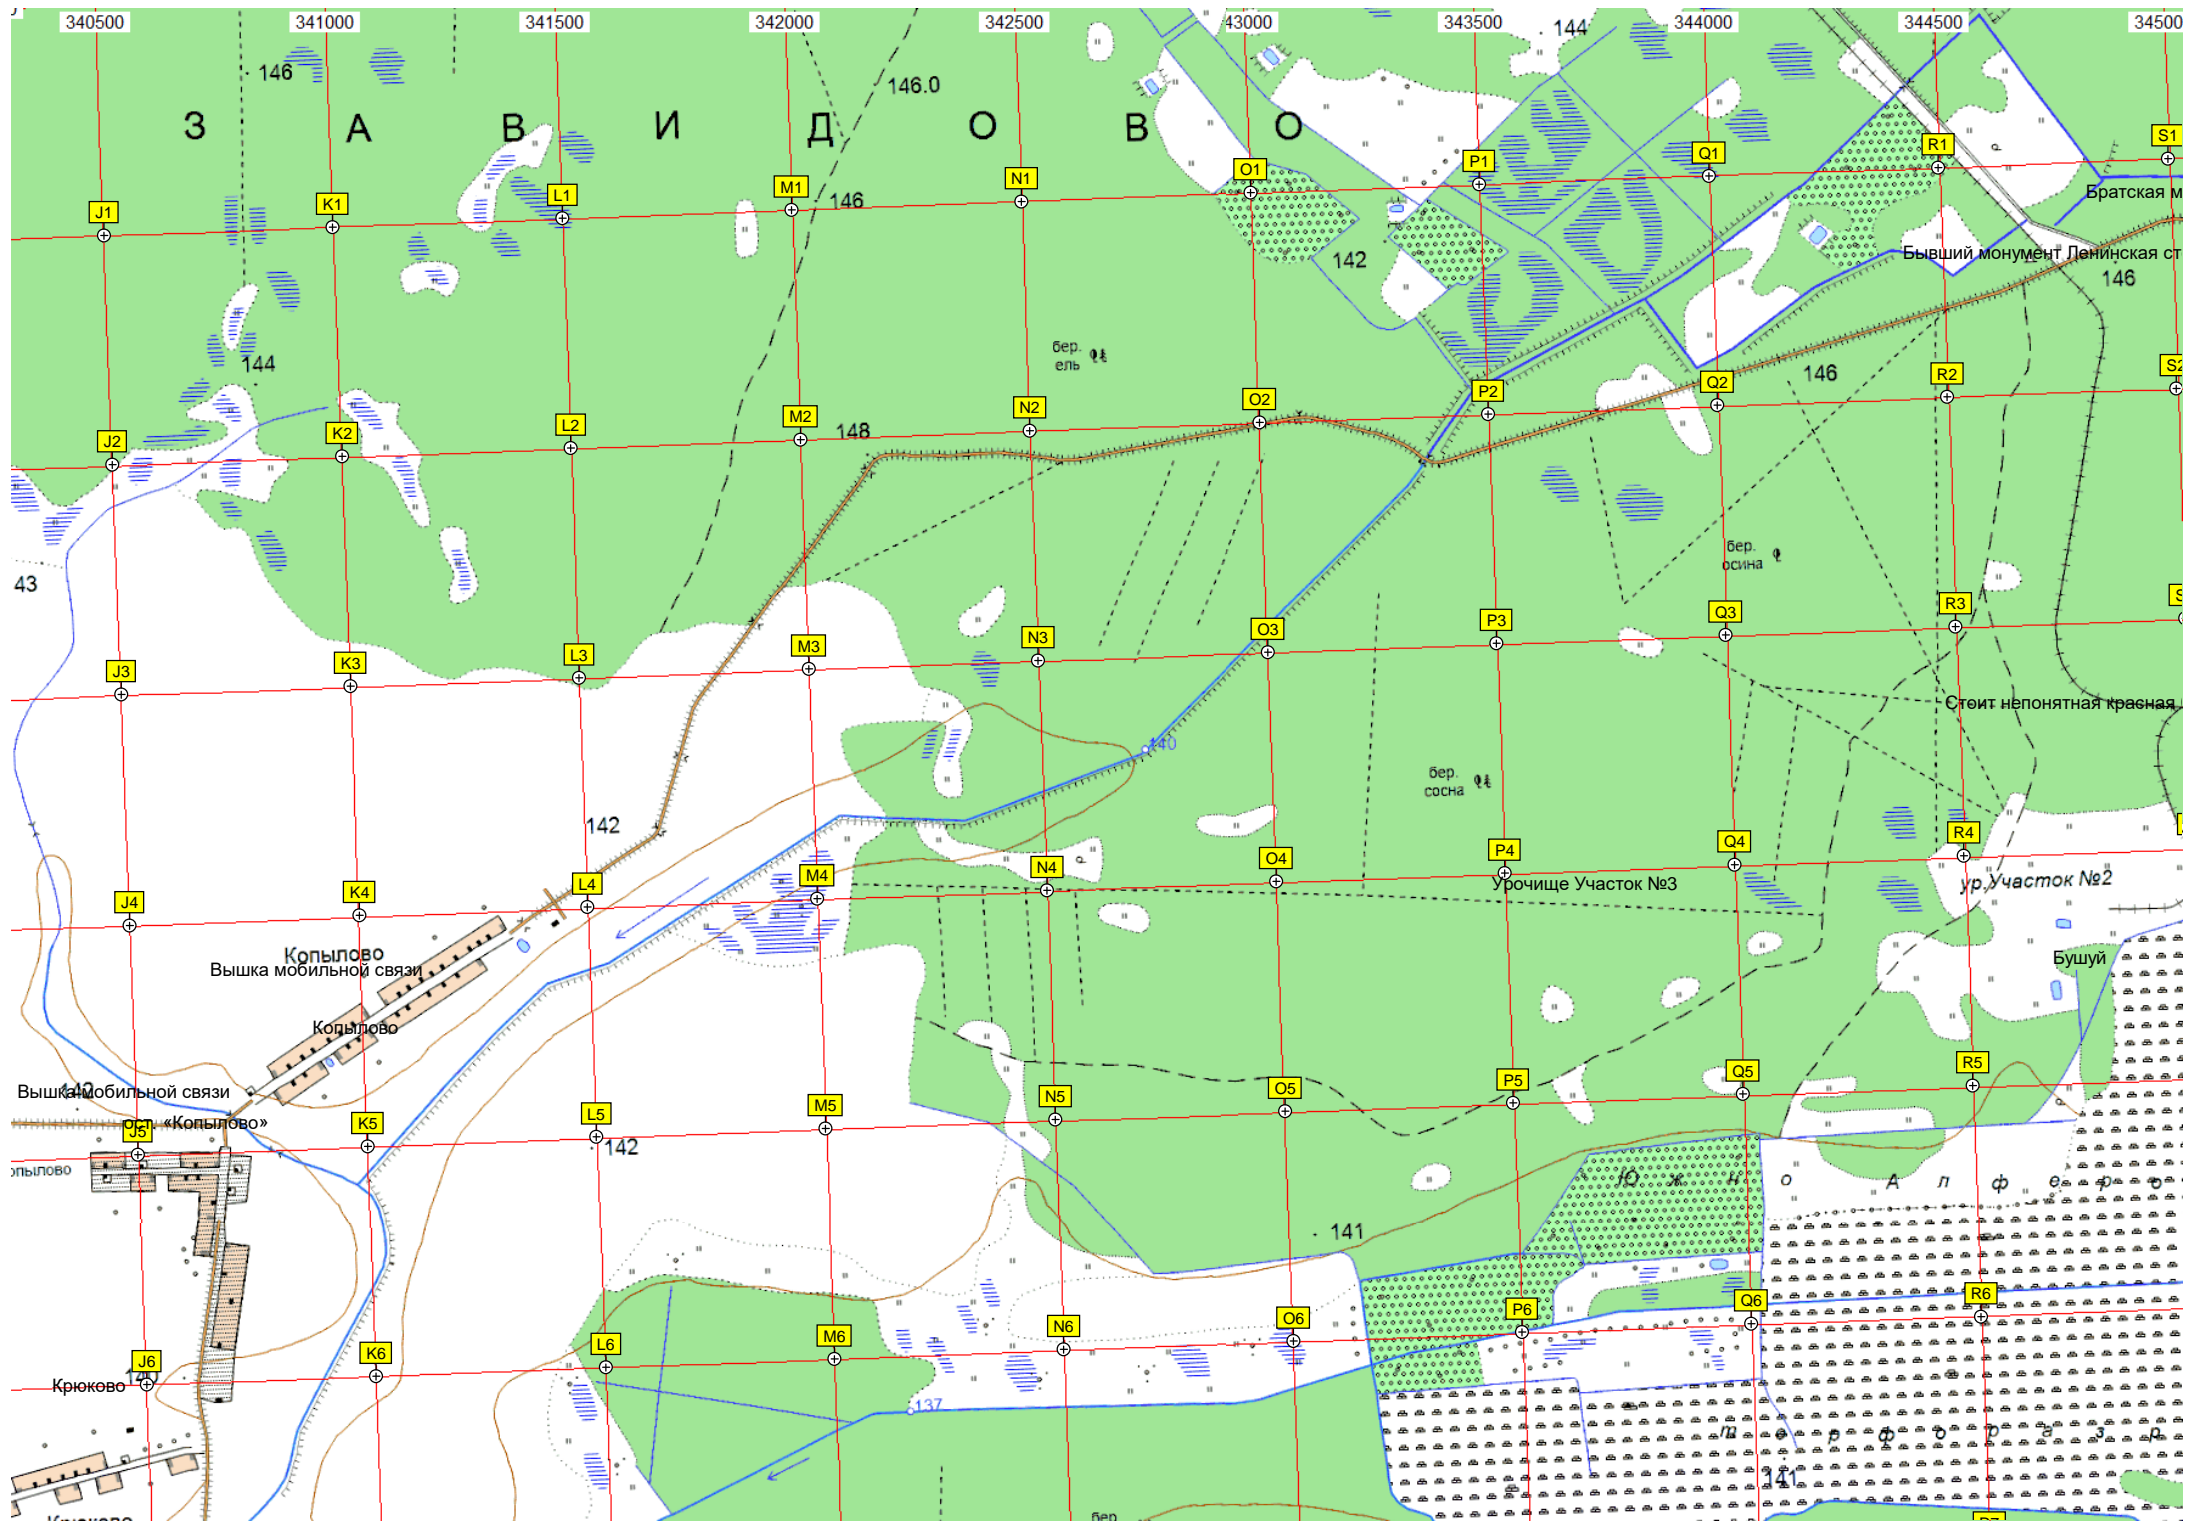 340500 341000 341500 342000 342500 343500 344000 344500
144
146
146.0
З А В И Д О В О
J1 K1 L1 M1 N1 O1 P1 Q1 R1 S1
146
142
Братская м
Бывший монумент Ленинская ст
146
бер.
ель
144
146
J2 K2 L2 M2 N2 O2 P2 Q2 R2
148
43
бер.
осина
J3 K3 L3 M3 N3 O3 P3 Q3 R3
Стоит непонятная красная
140
бер.
сосна
142
J4 K4 L4 M4 N4 O4 P4 Q4 R4
Урочище Участок №3
ур.Участок №2
Копылово
Вышка мобильной связи
Бушуй
Копылово
Вышка мобильной связи
142
ост. «Копылово»
J5 K5 L5 M5 N5 O5 P5 Q5 R5
142
опылово
Ю ж н о А л ф е р о
141
J6 K6 L6 M6 N6 O6 P6 Q6 R6
140
Крюково
137
т о р ф о р а з р
141
бер.
Крюково